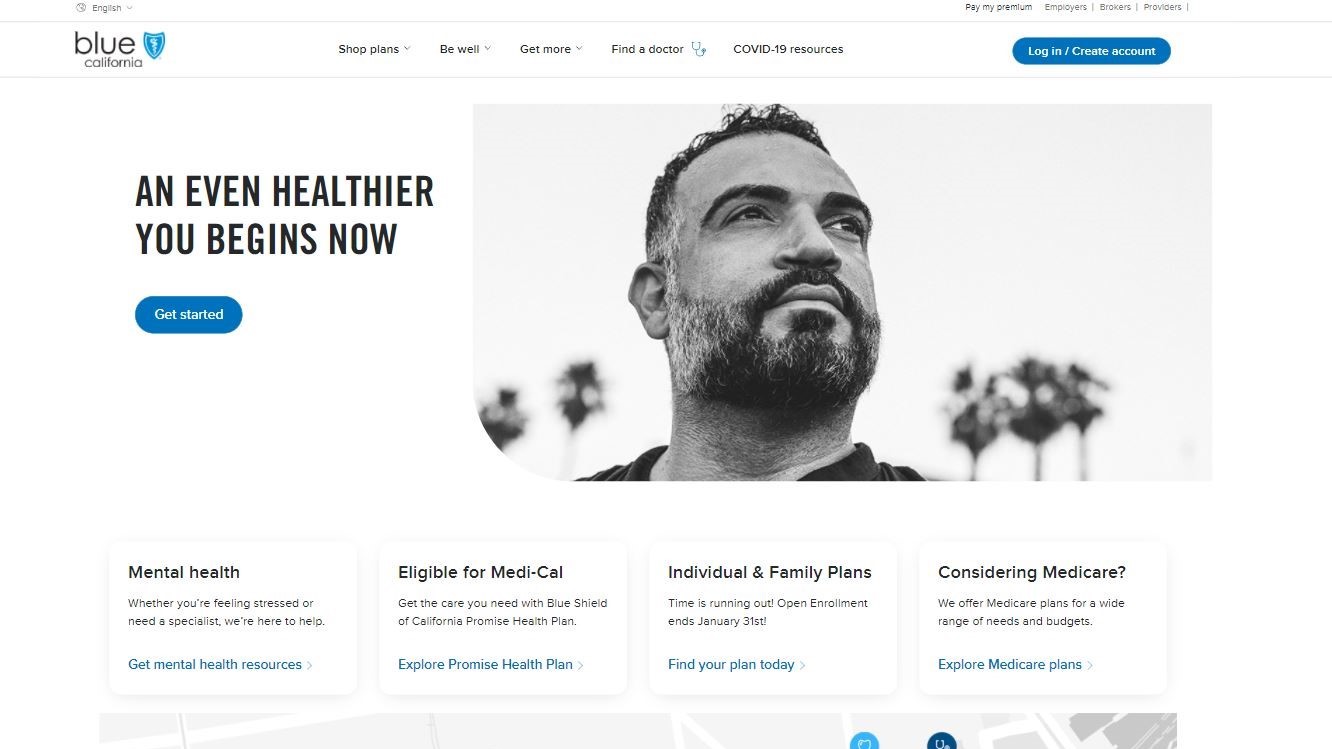 English
Pay my premium Employers | Brokers | Providers |
blue
california
Shop plans Be well Get more Find a doctor COVID-19 resources
Log in / Create account
AN EVEN HEALTHIER
YOU BEGINS NOW
Get started
Mental health
Whether you're feeling stressed or
need a specialist, we're here to help.
Get mental health resources
Eligible for Medi-Cal
Get the care you need with Blue Shield
of California Promise Health Plan.
Explore Promise Health Plan
Individual & Family Plans
Time is running out! Open Enrollment
ends January 31st!
Find your plan today
Considering Medicare?
We offer Medicare plans for a wide
range of needs and budgets.
Explore Medicare plans